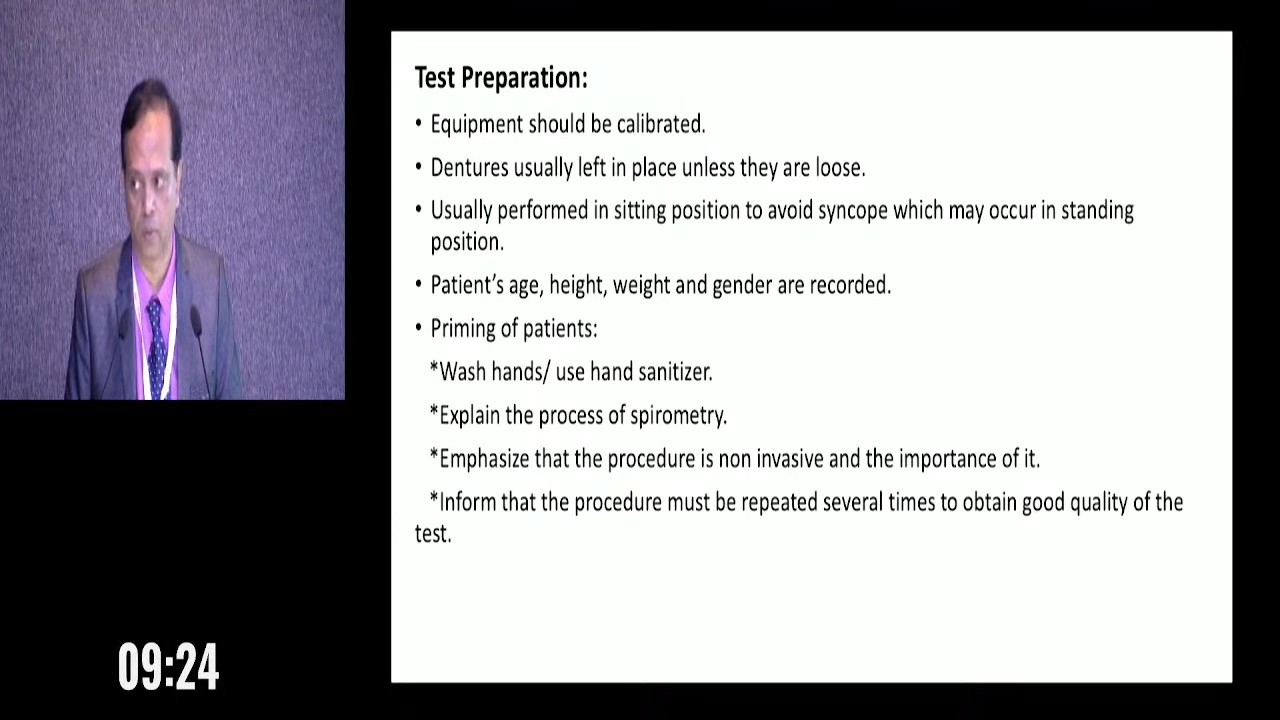 Test Preparation:
• Equipment should be calibrated.
• Dentures usually left in place unless they are loose.
• Usually performed in sitting position to avoid syncope which may occur in standing
position.
• Patient’s age, height, weight and gender are recorded.
• Priming of patients:
*Wash hands/ use hand sanitizer.
*Explain the process of spirometry.
*Emphasize that the procedure is non invasive and the importance of it.
*Inform that the procedure must be repeated several times to obtain good quality of the
test.
09:24